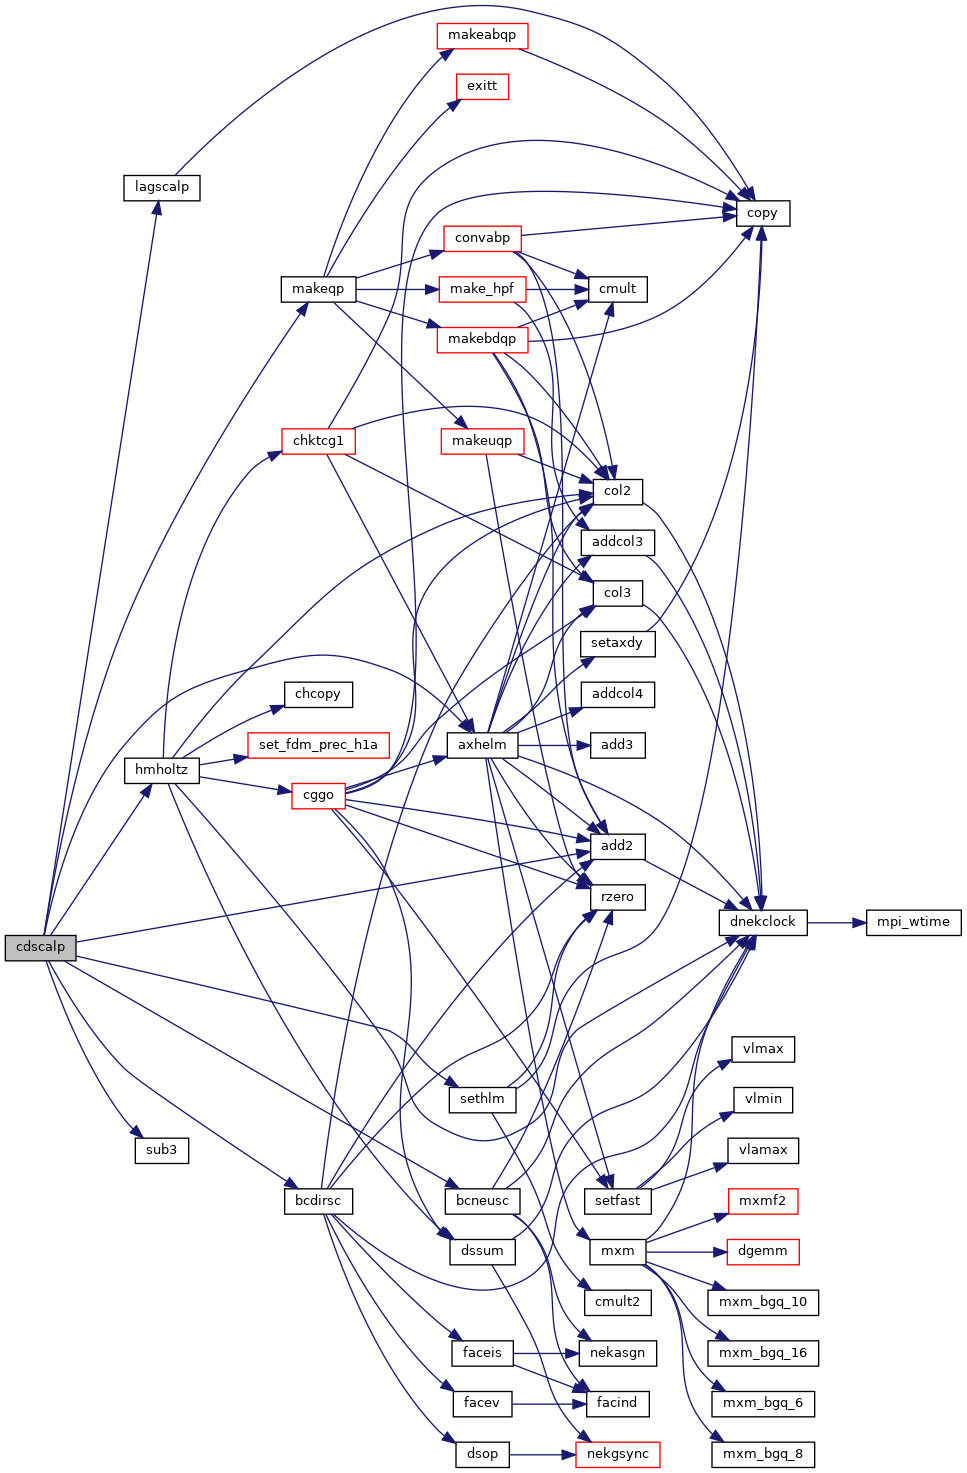 makeabqp
exitt
lagscalp
copy
convabp
makeqp
make_hpf
cmult
makebdqp
chktcg1
makeuqp
col2
addcol3
col3
setaxdy
chcopy
addcol4
set_fdm_prec_h1a
axhelm
add3
hmholtz
cggo
add2
rzero
dnekclock
mpi_wtime
cdscalp
vlmax
sethlm
vlmin
sub3
vlamax
bcdirsc
bcneusc
setfast
mxmf2
dssum
mxm
dgemm
cmult2
mxm_bgq_10
faceis
nekasgn
mxm_bgq_16
facev
facind
mxm_bgq_6
dsop
nekgsync
mxm_bgq_8